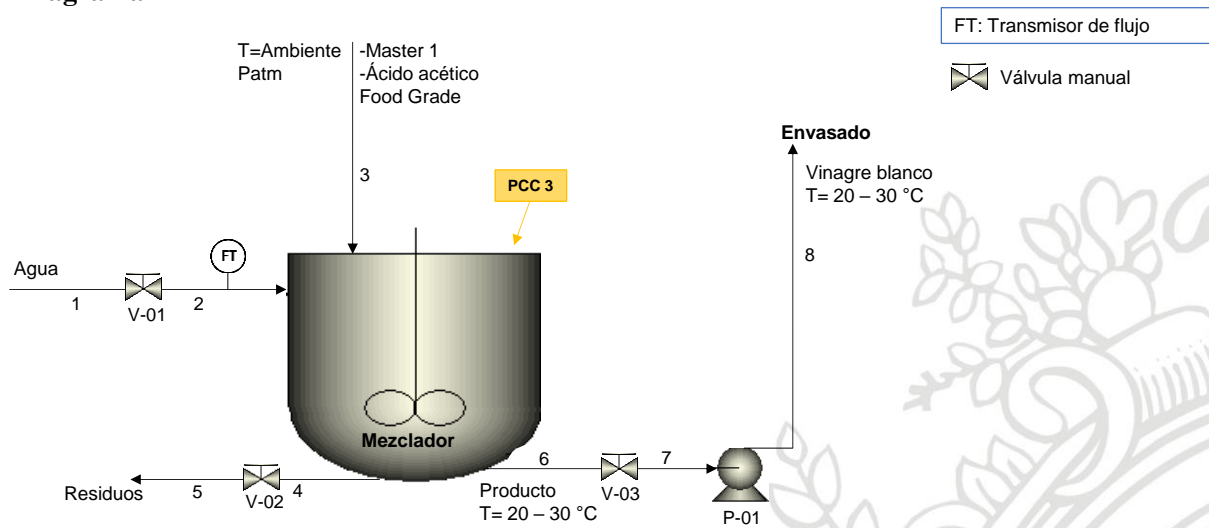 FT: Transmisor de flujo
Válvula manual
T=Ambiente
Patm
-Master 1
-Ácido acético
Food Grade
3
PCC 3
Envasado
Vinagre blanco
T= 20 – 30 °C
8
Agua
1
V-01
2
FT
Mezclador
Residuos
5
V-02
4
6
Producto
T= 20 – 30 °C
V-03
7
P-01